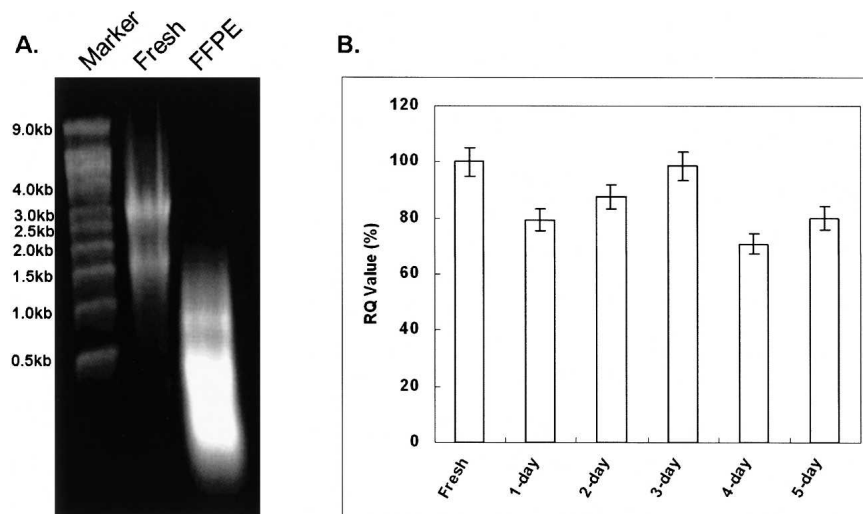 A.
Marker
Fresh
FFPE
9.0kb
4.0kb
3.0kb
2.5kb
2.0kb
1.5kb
1.0kb
0.5kb
B.
RQ Value (%)
120
100
80
60
40
20
0
Fresh
1-day
2-day
3-day
4-day
5-day